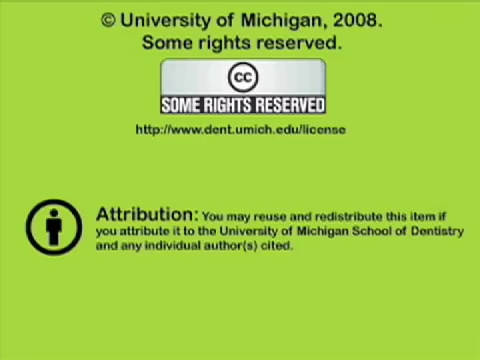 © University of Michigan, 2008.
Some rights reserved.
cc
SOME RIGHTS RESERVED
http://www.dent.umich.edu/license
Attribution: You may reuse and redistribute this item if
you attribute it to the University of Michigan School of Dentistry
and any individual author(s) cited.